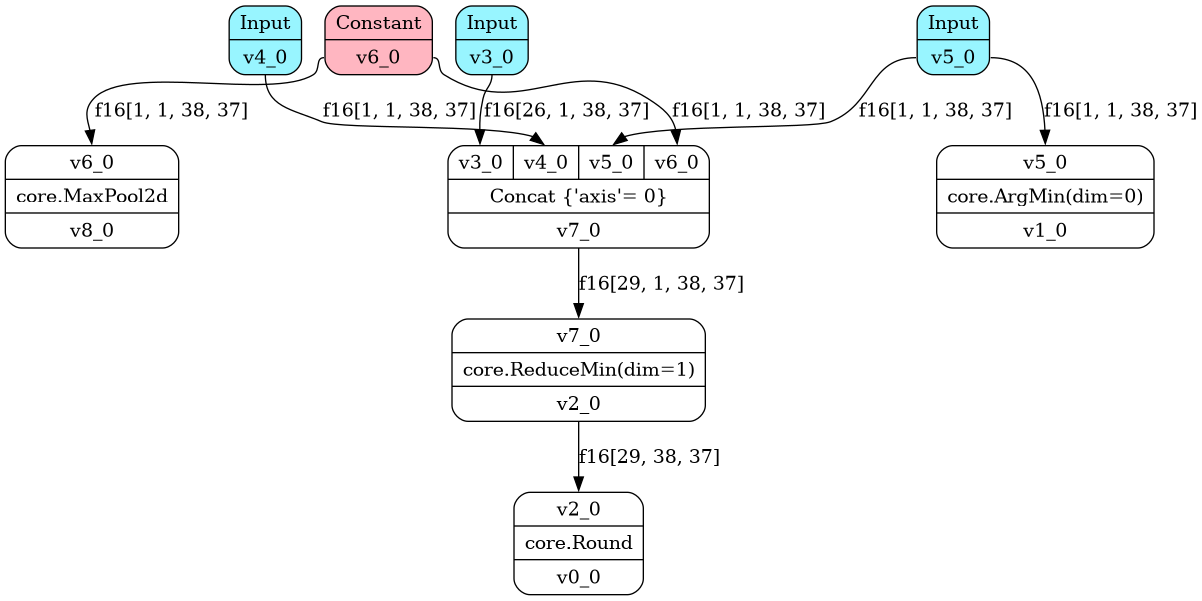 Input
v4_0
Constant
v6_0
Input
v3_0
Input
v5_0
f16[1, 1, 38, 37]
f16[1, 1, 38, 37]
f16[26, 1, 38, 37]
f16[1, 1, 38, 37]
f16[1, 1, 38, 37]
f16[1, 1, 38, 37]
v6_0
core.MaxPool2d
v8_0
v3_0 v4_0 v5_0 v6_0
Concat {'axis'= 0}
v7_0
v5_0
core.ArgMin(dim=0)
v1_0
f16[29, 1, 38, 37]
v7_0
core.ReduceMin(dim=1)
v2_0
f16[29, 38, 37]
v2_0
core.Round
v0_0